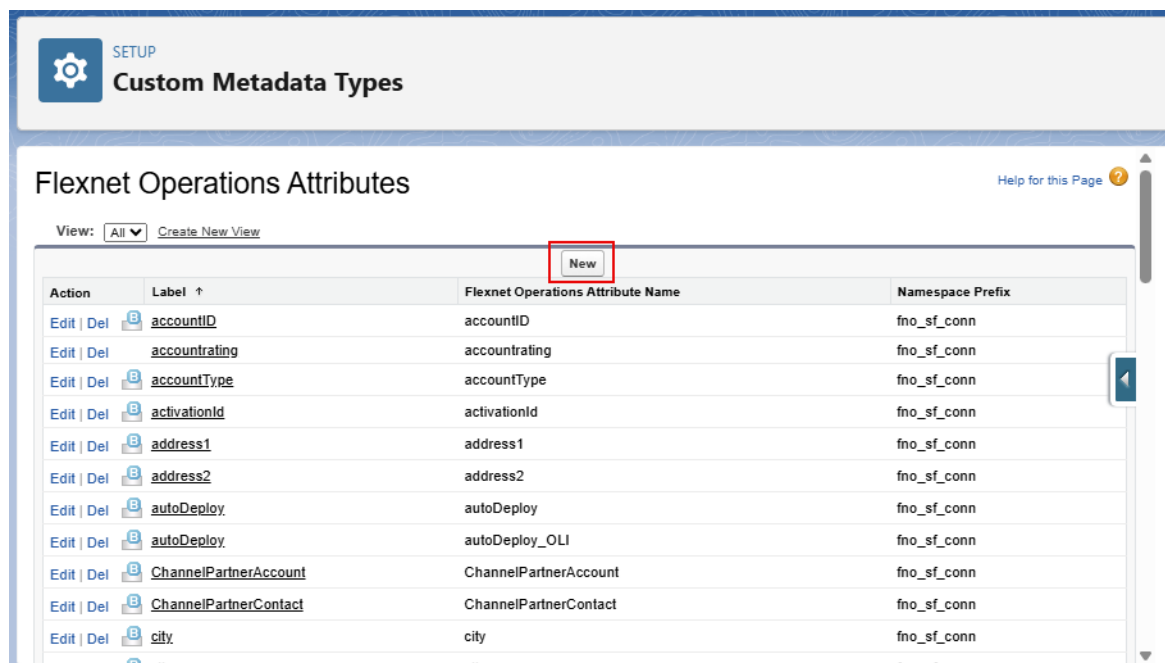 SETUP
Custom Metadata Types
Flexnet Operations Attributes
Help for this Page ?
View: All Create New View
New
Action Label ↑ Flexnet Operations Attribute Name Namespace Prefix
Edit | Del B accountID accountID fno_sf_conn
Edit | Del accountrating accountrating fno_sf_conn
Edit | Del B accountType accountType fno_sf_conn
Edit | Del B activationId activationId fno_sf_conn
Edit | Del B address1 address1 fno_sf_conn
Edit | Del B address2 address2 fno_sf_conn
Edit | Del B autoDeploy autoDeploy fno_sf_conn
Edit | Del B autoDeploy autoDeploy_OLI fno_sf_conn
Edit | Del B ChannelPartnerAccount ChannelPartnerAccount fno_sf_conn
Edit | Del B ChannelPartnerContact ChannelPartnerContact fno_sf_conn
Edit | Del B city city fno_sf_conn